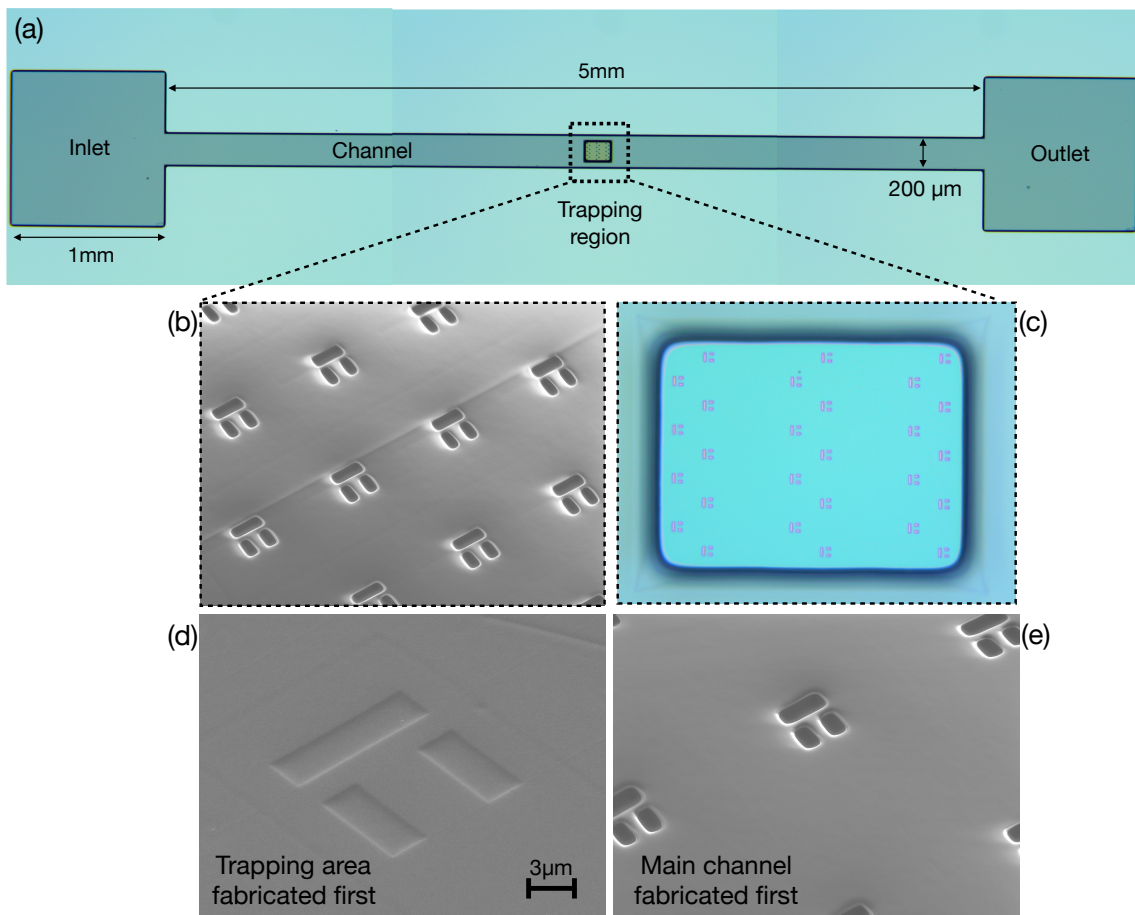 (a)
5mm
Inlet
Channel
Outlet
200 µm
Trapping
region
1mm
(b)
(c)
(d)
(e)
Trapping area
fabricated first
3µm
Main channel
fabricated first